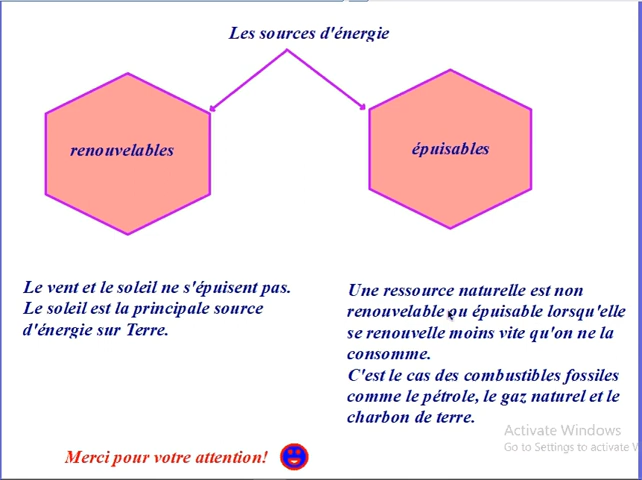 Les sources d'énergie
renouvelables
épuisables
Le vent et le soleil ne s'épuisent pas.
Le soleil est la principale source
d'énergie sur Terre.
Une ressource naturelle est non
renouvelable ou épuisable lorsqu'elle
se renouvelle moins vite qu'on ne la
consomme.
C'est le cas des combustibles fossiles
comme le pétrole, le gaz naturel et le
charbon de terre.
Merci pour votre attention!
Activate Windows
Go to Settings to activate